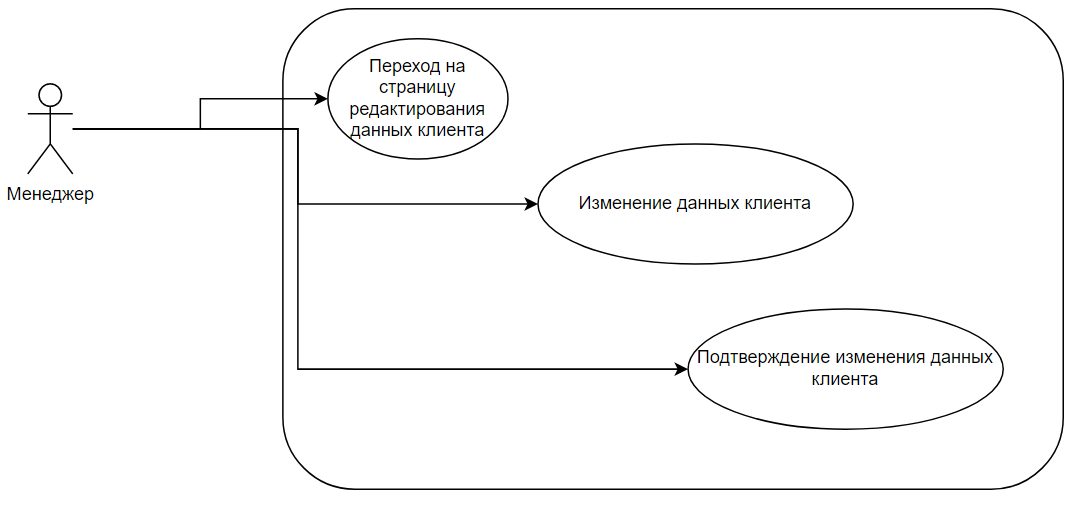 Переход на
страницу
редактирования
данных клиента
Менеджер
Изменение данных клиента
Подтверждение изменения данных
клиента